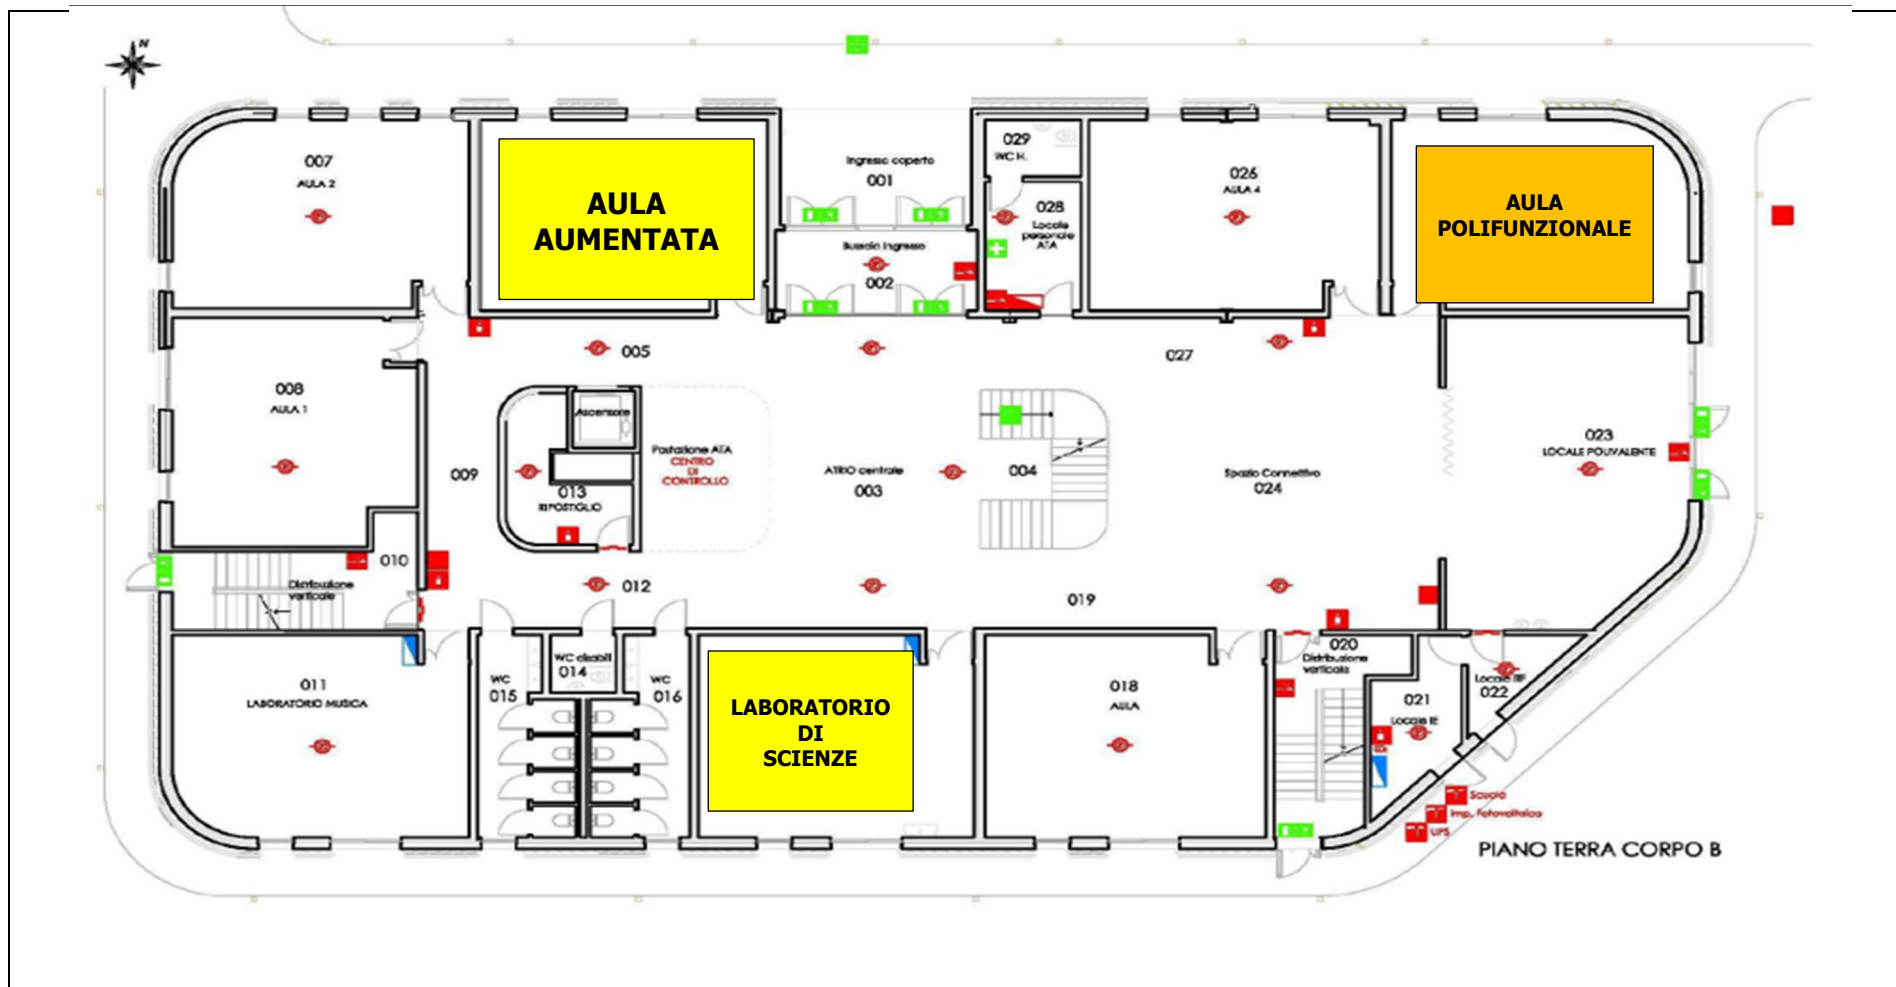 N
007
AULA 2
AULA
AUMENTATA
Ingresso coperto
001
029
WC H.
028
Locale
personale
ATA
026
AULA 4
AULA
POLIFUNZIONALE
Bussola Ingresso
002
005
027
008
AULA 1
009
Ascensore
013
RIPOSTIGLIO
Postazione ATA
CENTRO
DI
CONTROLLO
ATRIO centrale
003
004
Spazio Connettivo
024
023
LOCALE POLIVALENTE
010
Distribuzione
verticale
012
019
011
LABORATORIO MUSICA
WC
015
WC disabili
014
WC
016
LABORATORIO
DI
SCIENZE
018
AULA
020
Distribuzione
verticale
021
Locale IE
Locale
022
Scuola
Imp. Fotovoltaico
UPS
PIANO TERRA CORPO B